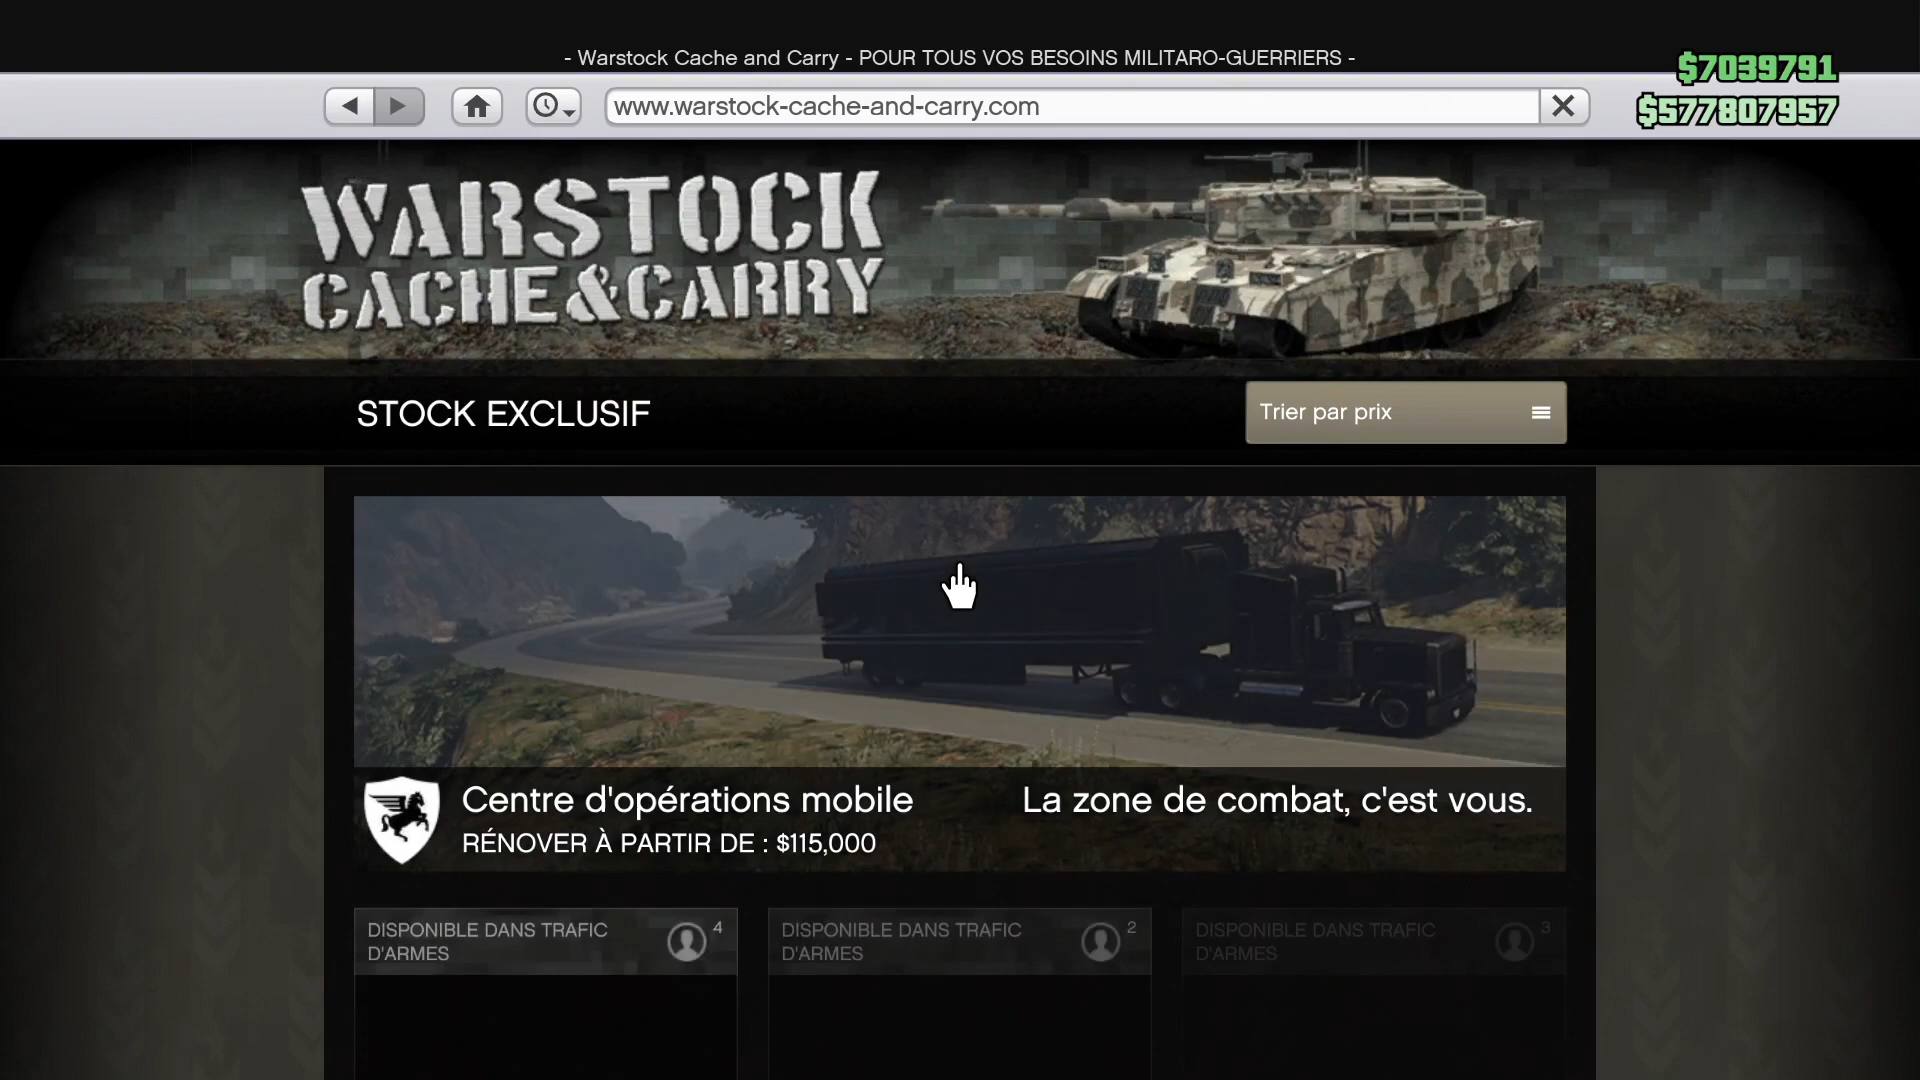 - Warstock Cache and Carry - POUR TOUS VOS BESOINS MILITARO-GUERRIERS -
$7039791
www.warstock-cache-and-carry.com
$577807957
WARSTOCK
CACHE & CARRY
STOCK EXCLUSIF
Trier par prix
Centre d'opérations mobile
La zone de combat, c'est vous.
RÉNOVER À PARTIR DE : $115,000
DISPONIBLE DANS TRAFIC
D'ARMES
4
DISPONIBLE DANS TRAFIC
D'ARMES
2
DISPONIBLE DANS TRAFIC
D'ARMES
3